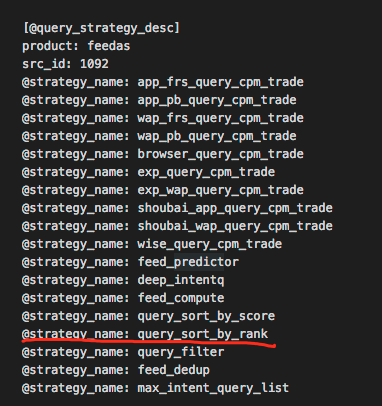 [@query_strategy_desc]
product: feedas
src_id: 1092
@strategy_name: app_frs_query_cpm_trade
@strategy_name: app_pb_query_cpm_trade
@strategy_name: wap_frs_query_cpm_trade
@strategy_name: wap_pb_query_cpm_trade
@strategy_name: browser_query_cpm_trade
@strategy_name: exp_query_cpm_trade
@strategy_name: exp_wap_query_cpm_trade
@strategy_name: shoubai_app_query_cpm_trade
@strategy_name: shoubai_wap_query_cpm_trade
@strategy_name: wise_query_cpm_trade
@strategy_name: feed_predictor
@strategy_name: deep_intentq
@strategy_name: feed_compute
@strategy_name: query_sort_by_score
@strategy_name: query_sort_by_rank
@strategy_name: query_filter
@strategy_name: feed_dedup
@strategy_name: max_intent_query_list